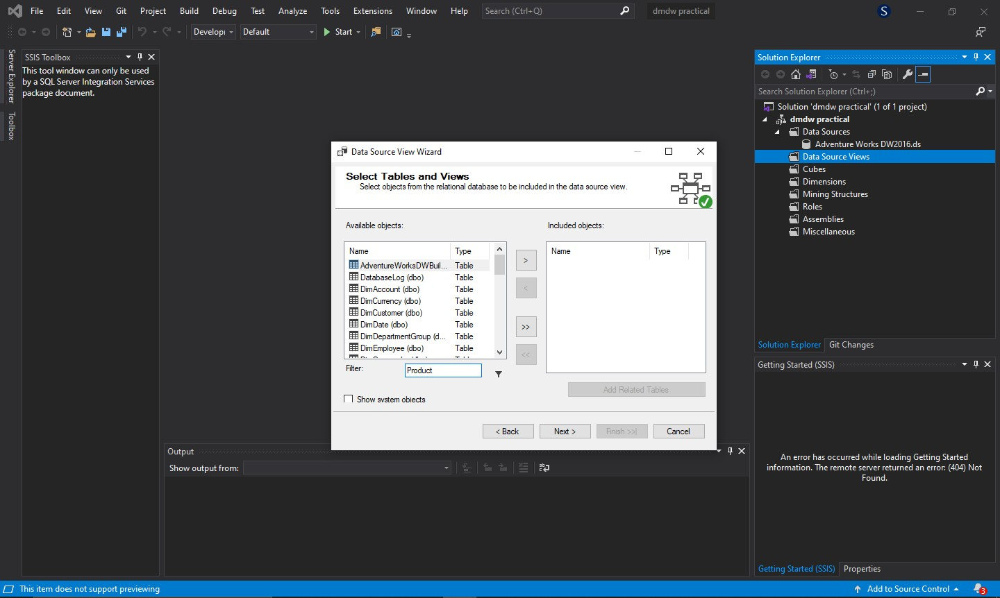 File Edit View Git Project Build Debug Test Analyze Tools Extensions Window Help Search (Ctrl+Q) dmdw practical S
Develop Default Start
Server Explorer
Toolbox
SSIS Toolbox
This tool window can only be used
by a SQL Server Integration Services
package document.
Data Source View Wizard
Select Tables and Views
Select objects from the relational database to be included in the data source view.
Available objects:
Included objects:
Name Type
AdventureWorksDWBuil... Table
DatabaseLog (dbo) Table
DimAccount (dbo) Table
DimCurrency (dbo) Table
DimCustomer (dbo) Table
DimDate (dbo) Table
DimDepartmentGroup (d... Table
DimEmployee (dbo) Table
>
<
>>
<<
Name Type
Filter: Product
Add Related Tables
Show system objects
< Back Next > Finish >>| Cancel
Output
Show output from:
Solution Explorer
Search Solution Explorer (Ctrl+;)
Solution 'dmdw practical' (1 of 1 project)
dmdw practical
Data Sources
Adventure Works DW2016.ds
Data Source Views
Cubes
Dimensions
Mining Structures
Roles
Assemblies
Miscellaneous
Solution Explorer Git Changes
Getting Started (SSIS)
An error has occurred while loading Getting Started
information. The remote server returned an error: (404) Not
Found.
Getting Started (SSIS) Properties
This item does not support previewing
Add to Source Control 3